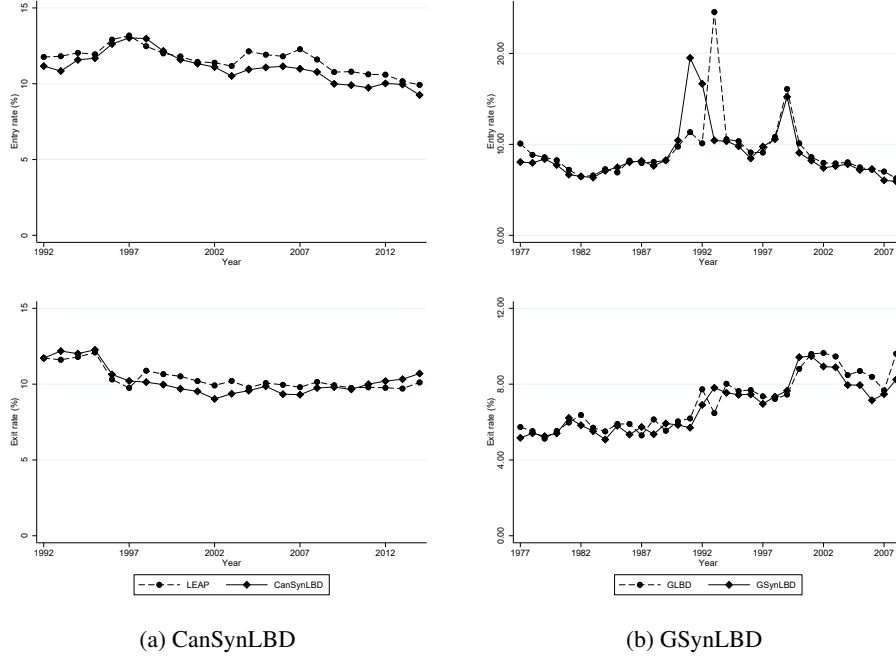 15
10
5
0
Entry rate (%)
1992 1997 2002 2007 2012
Year
20.00
10.00
0.00
Entry rate (%)
1977 1982 1987 1992 1997 2002 2007
Year
15
10
5
0
Exit rate (%)
1992 1997 2002 2007 2012
Year
12.00
8.00
4.00
0.00
Exit rate (%)
1977 1982 1987 1992 1997 2002 2007
Year
LEAP CanSynLBD
GLBD GSynLBD
(a) CanSynLBD
(b) GSynLBD